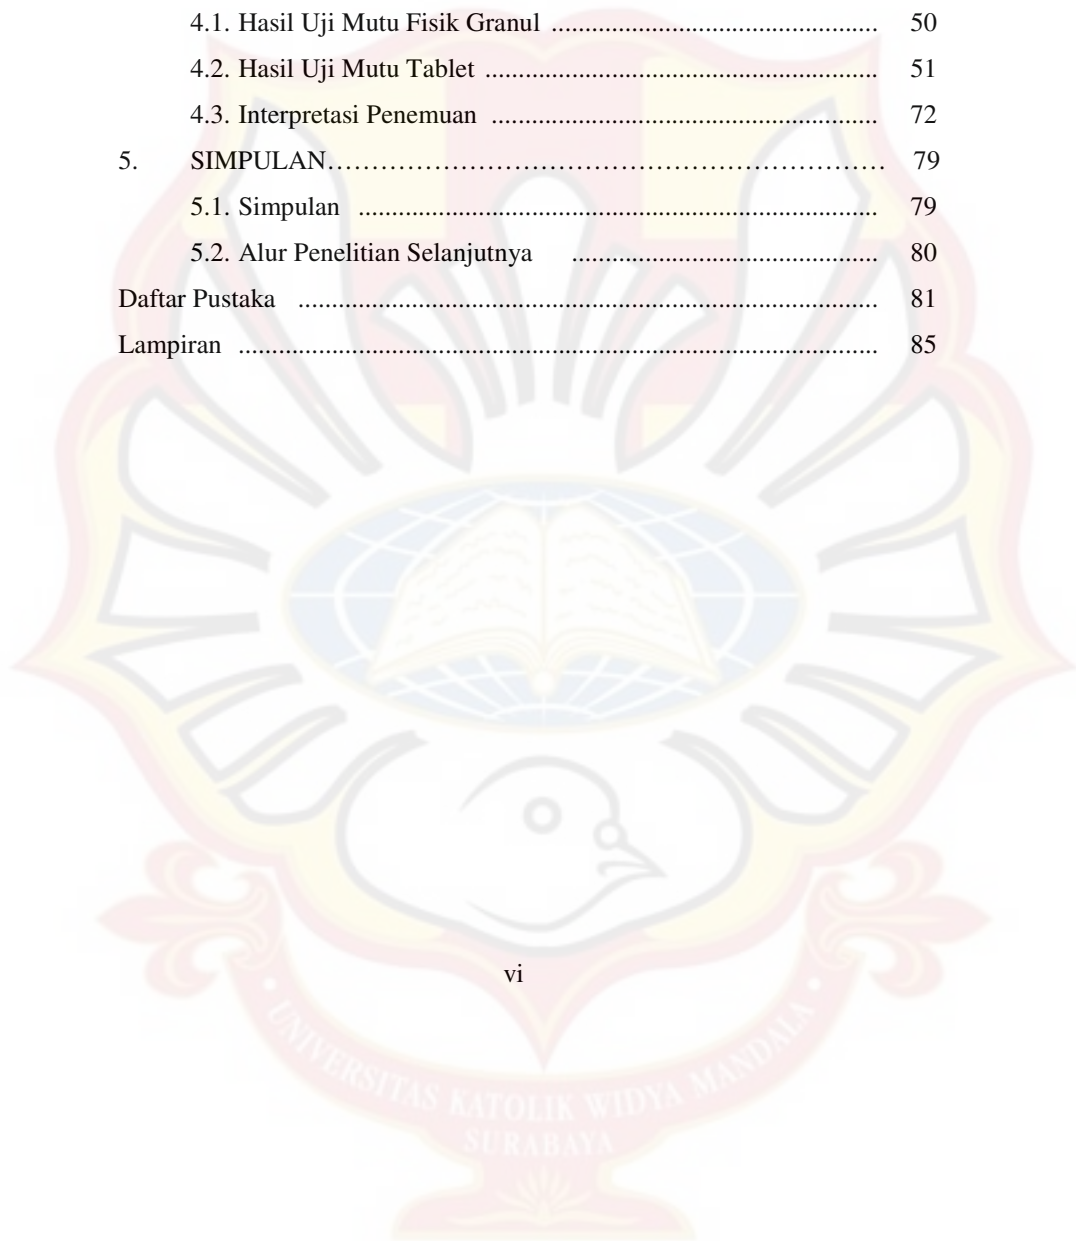 4.1. Hasil Uji Mutu Fisik Granul ......................................... 50
4.2. Hasil Uji Mutu Tablet ................................................. 51
4.3. Interpretasi Penemuan ................................................ 72
5. SIMPULAN…………………………………………………………… 79
5.1. Simpulan ................................................................. 79
5.2. Alur Penelitian Selanjutnya ...................................... 80
Daftar Pustaka ........................................................................ 81
Lampiran ................................................................................ 85
vi
UNIVERSITAS KATOLIK WIDYA MANDALA
SURABAYA